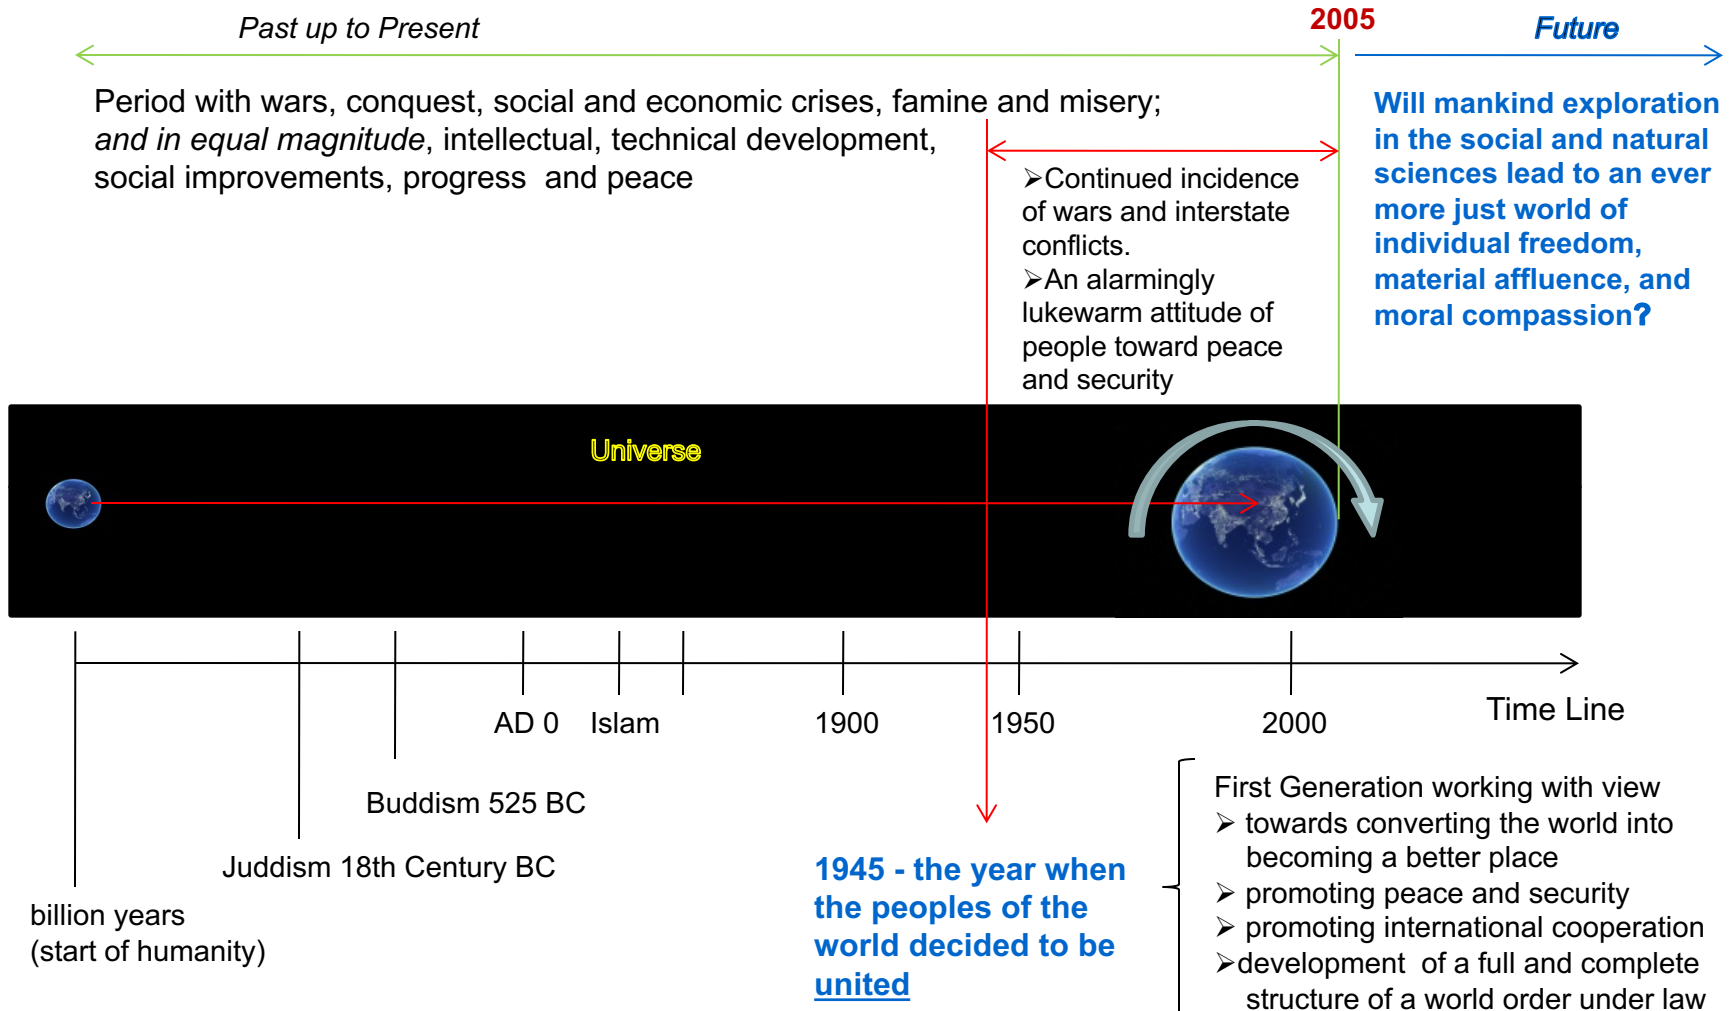 Past up to Present
2005
Future
Period with wars, conquest, social and economic crises, famine and misery;
and in equal magnitude, intellectual, technical development,
social improvements, progress and peace
➢Continued incidence
of wars and interstate
conflicts.
➢An alarmingly
lukewarm attitude of
people toward peace
and security
Will mankind exploration
in the social and natural
sciences lead to an ever
more just world of
individual freedom,
material affluence, and
moral compassion?
Universe
AD 0
Islam
1900
1950
2000
Time Line
Buddism 525 BC
Juddism 18th Century BC
billion years
(start of humanity)
1945 - the year when
the peoples of the
world decided to be
united
First Generation working with view
➢ towards converting the world into
becoming a better place
➢ promoting peace and security
➢ promoting international cooperation
➢development of a full and complete
structure of a world order under law